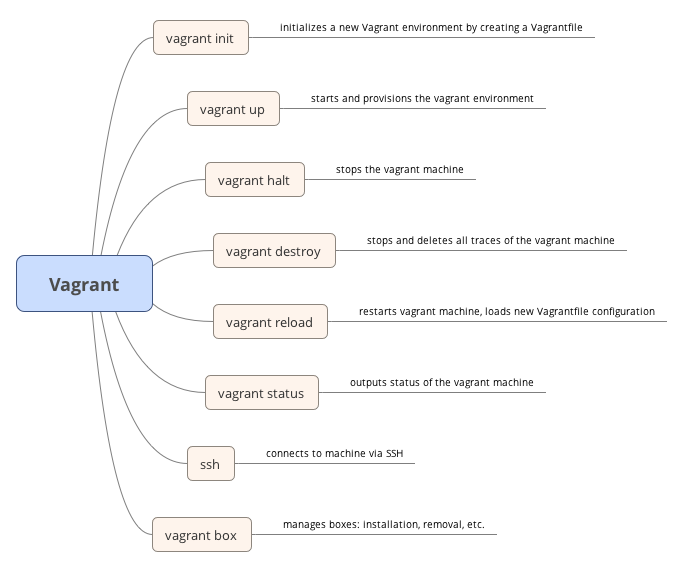 vagrant init
initializes a new Vagrant environment by creating a Vagrantfile
vagrant up
starts and provisions the vagrant environment
vagrant halt
stops the vagrant machine
vagrant destroy
stops and deletes all traces of the vagrant machine
Vagrant
vagrant reload
restarts vagrant machine, loads new Vagrantfile configuration
vagrant status
outputs status of the vagrant machine
ssh
connects to machine via SSH
vagrant box
manages boxes: installation, removal, etc.